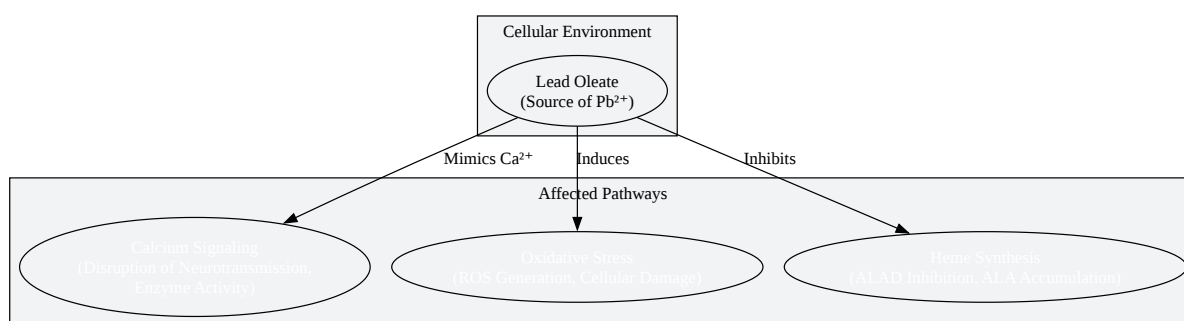 Cellular Environment
Lead Oleate
(Source of Pb²⁺)
Mimics Ca²⁺
Induces
Inhibits
Affected Pathways
Calcium Signaling
(Disruption of Neurotransmission,
Enzyme Activity)
Oxidative Stress
(ROS Generation, Cellular Damage)
Heme Synthesis
(ALAD Inhibition, ALA Accumulation)